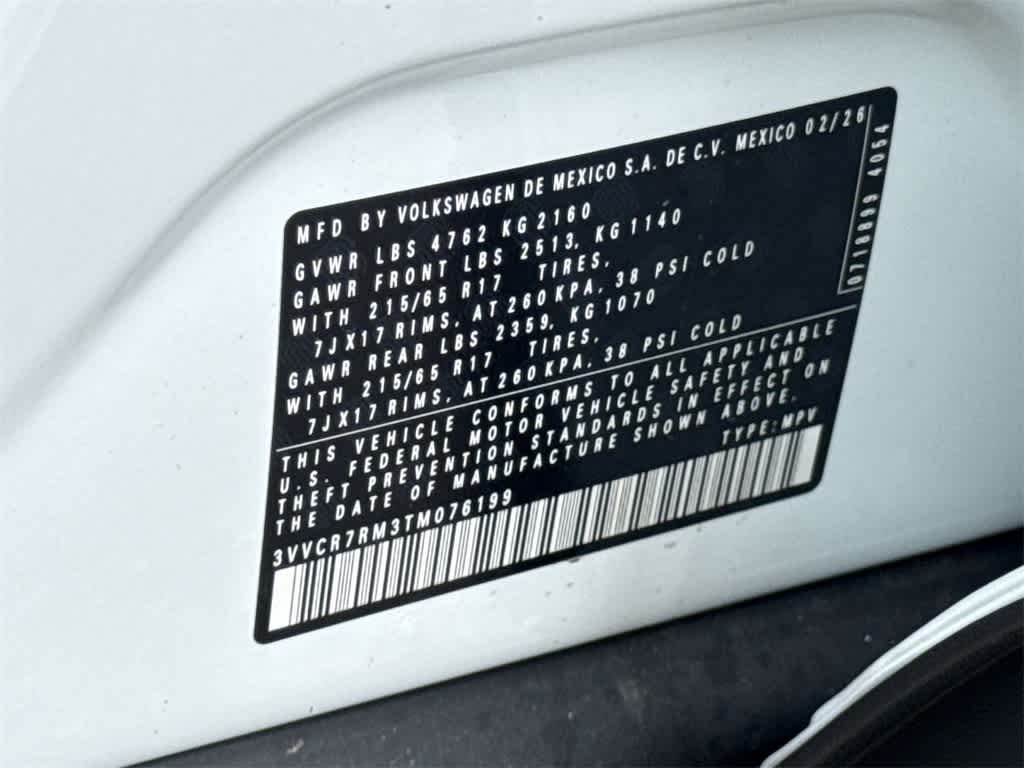 MFD BY VOLKSWAGEN DE MEXICO S.A. DE C.V. MEXICO 02/26
GVWR LBS 4762 KG 2160
GAWR FRONT LBS 2513, KG 1140
WITH 215/65 R17 TIRES,
7JX17 RIMS, AT 260 KPA, 38 PSI COLD
GAWR REAR LBS 2359, KG 1070
WITH 215/65 R17 TIRES,
7JX17 RIMS, AT 260 KPA, 38 PSI COLD
0718899 4054
THIS VEHICLE CONFORMS TO ALL APPLICABLE
U.S. FEDERAL MOTOR VEHICLE SAFETY AND
THEFT PREVENTION STANDARDS IN EFFECT ON
THE DATE OF MANUFACTURE SHOWN ABOVE.
3VVCR7RM3TM076199 TYPE: MPV